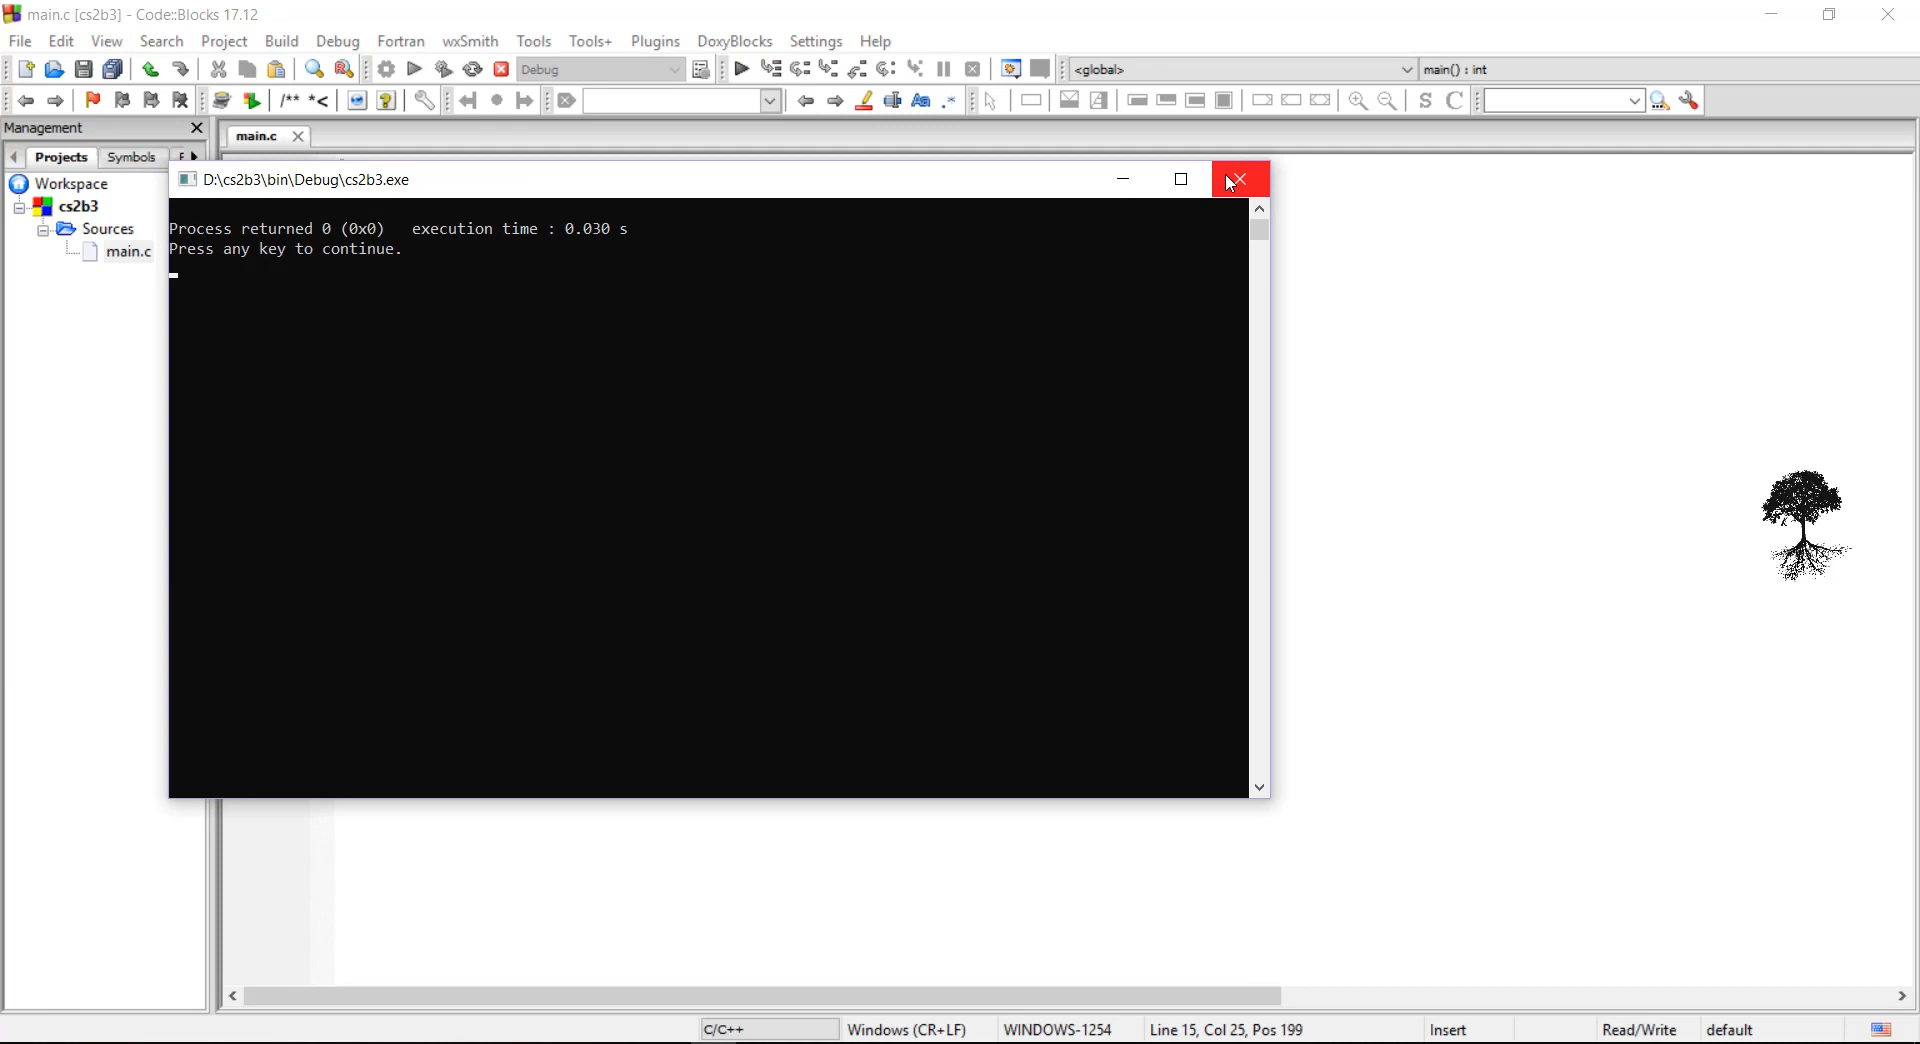 main.c [cs2b3] - Code::Blocks 17.12
File Edit View Search Project Build Debug Fortran wxSmith Tools Tools+ Plugins DoxyBlocks Settings Help
Debug
<global>
main() : int
/** *<
Aa .*
S C
Management
main.c
Projects Symbols F
D:\cs2b3\bin\Debug\cs2b3.exe
Workspace
cs2b3
Sources
main.c
Process returned 0 (0x0) execution time : 0.030 s
Press any key to continue.
C/C++ Windows (CR+LF) WINDOWS-1254 Line 15, Col 25, Pos 199 Insert Read/Write default